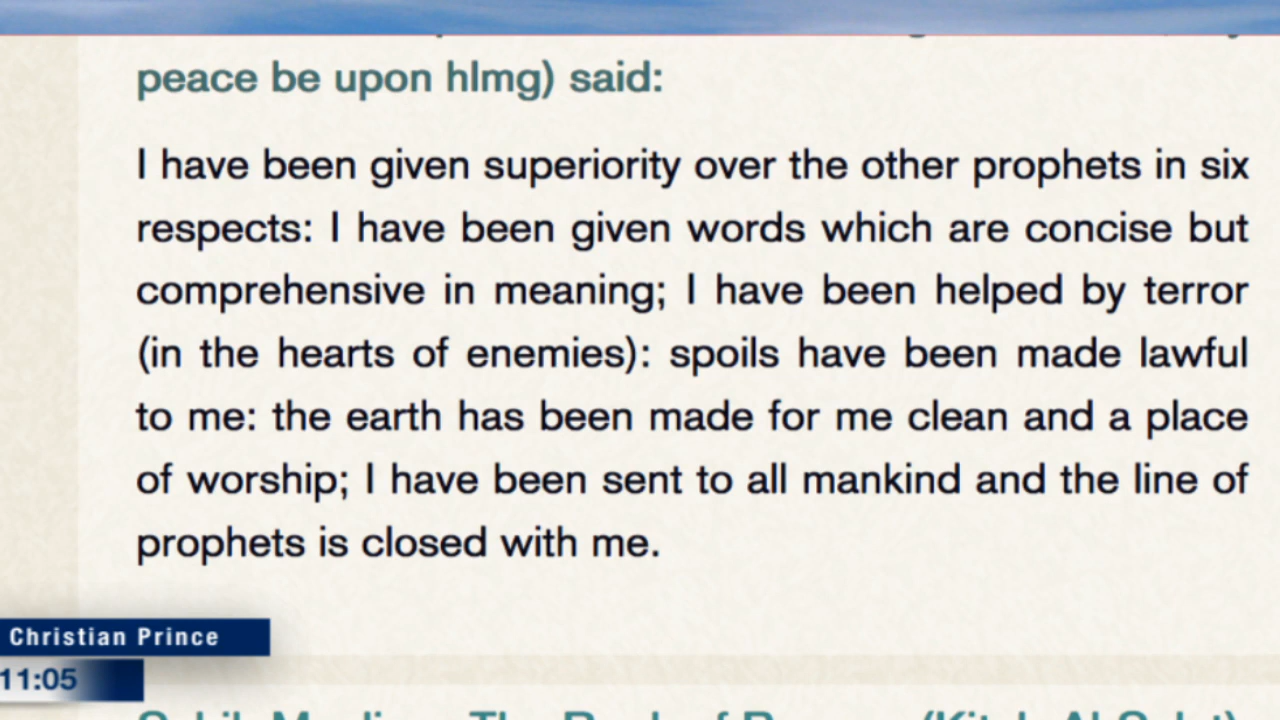 peace be upon hlmg) said:
I have been given superiority over the other prophets in six
respects: I have been given words which are concise but
comprehensive in meaning; I have been helped by terror
(in the hearts of enemies): spoils have been made lawful
to me: the earth has been made for me clean and a place
of worship; I have been sent to all mankind and the line of
prophets is closed with me.
Christian Prince
11:05